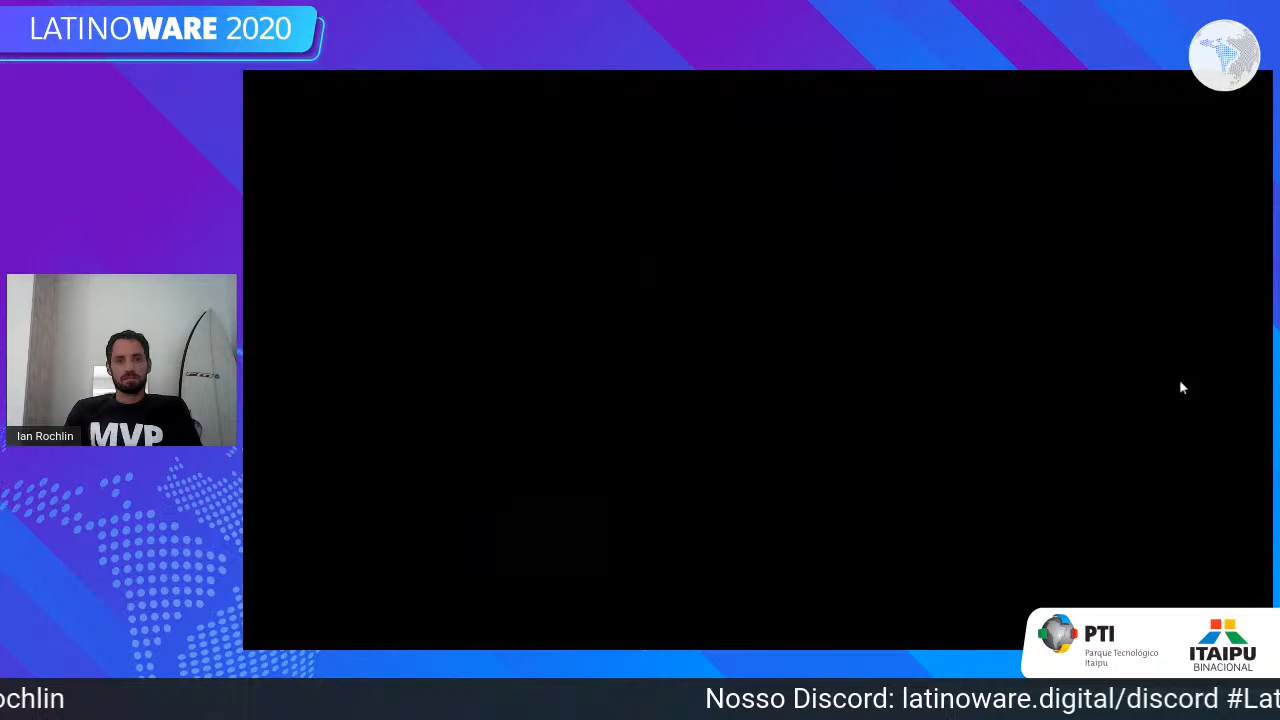 LATINOWARE 2020
Ian Rochlin
MVP
PTI
Parque Tecnológico
Itaipu
ITAIPU
BINACIONAL
ochlin
Nosso Discord: latinoware.digital/discord #Lat